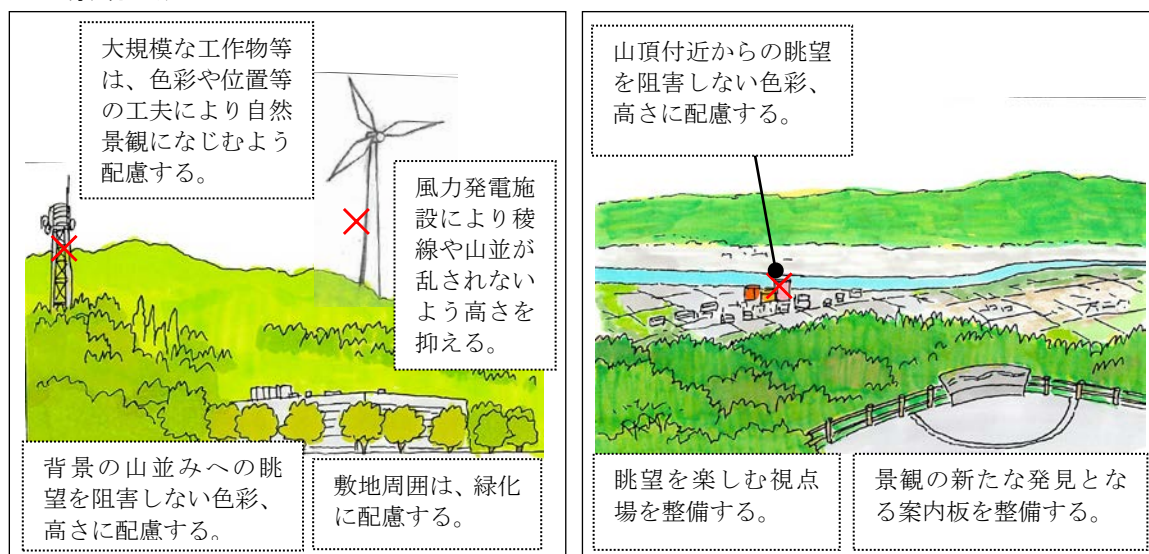 大規模な工作物等
は、色彩や位置等
の工夫により自然
景観になじむよう
配慮する。
風力発電施
設により稜
線や山並が
乱されない
よう高さを
抑える。
背景の山並みへの眺
望を阻害しない色彩、
高さに配慮する。
敷地周囲は、緑化
に配慮する。
山頂付近からの眺望
を阻害しない色彩、
高さに配慮する。
眺望を楽しむ視点
場を整備する。
景観の新たな発見とな
る案内板を整備する。